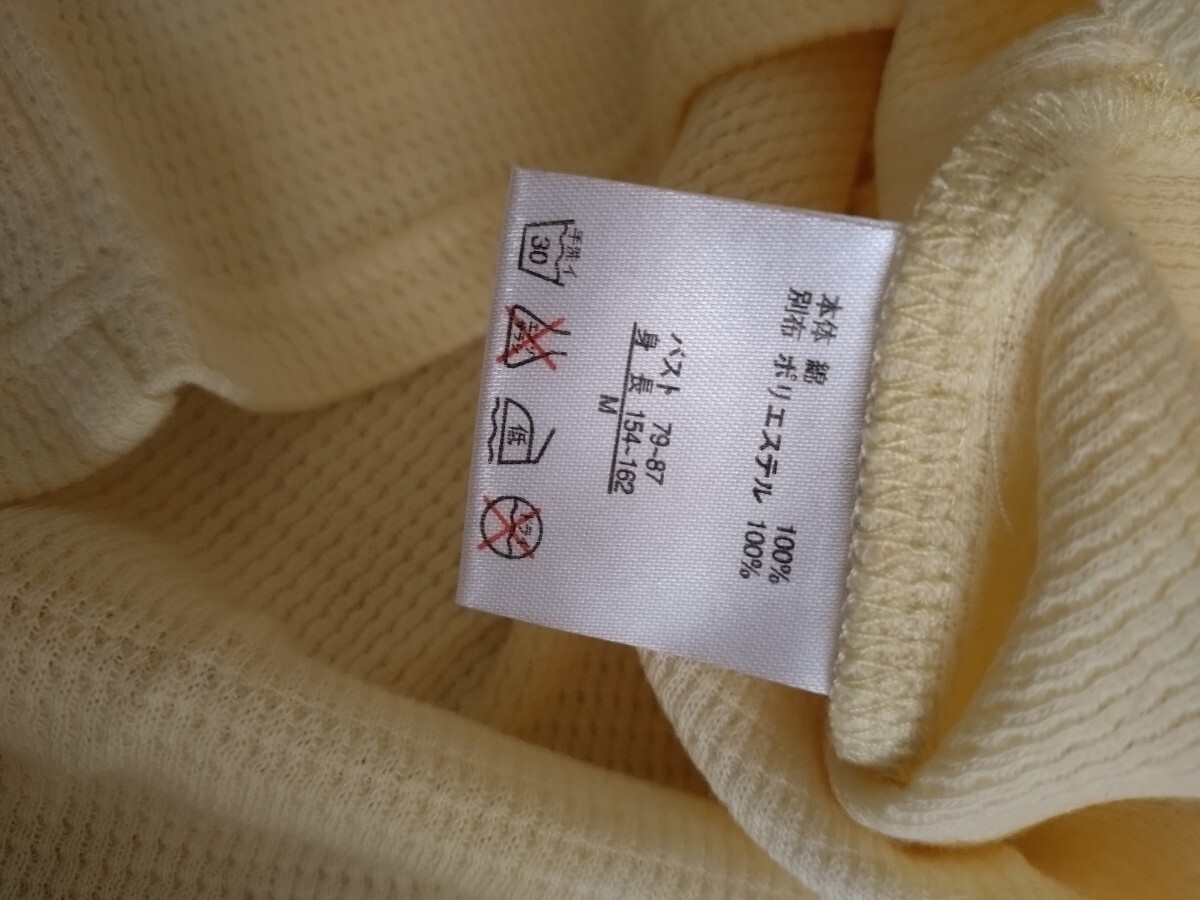 本体 綿 100%
別布 ポリエステル 100%
バスト 79~87
身長 154~162
M
手洗イ
30
低